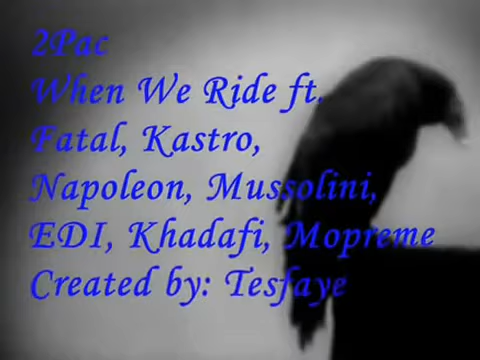 2Pac
When We Ride ft.
Fatal, Kastro,
Napoleon, Mussolini,
EDI, Khadafi, Mopreme
Created by: Tesfaye